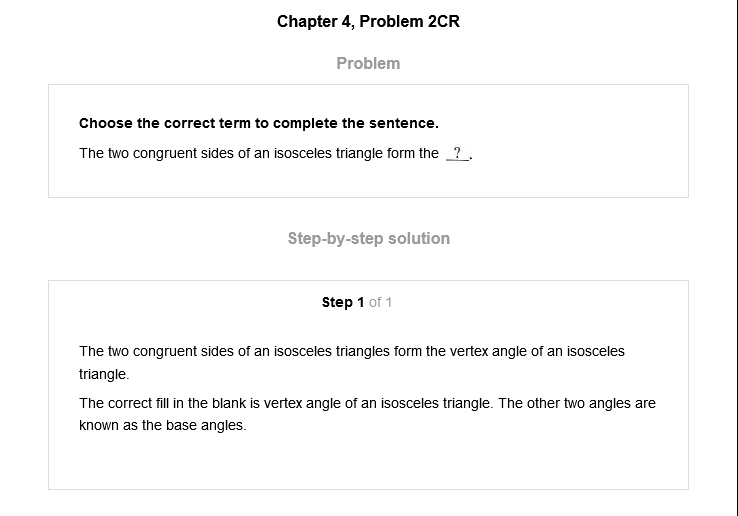 Chapter 4, Problem 2CR
Problem
Choose the correct term to complete the sentence.
The two congruent sides of an isosceles triangle form the ? .
Step-by-step solution
Step 1 of 1
The two congruent sides of an isosceles triangles form the vertex angle of an isosceles
triangle.
The correct fill in the blank is vertex angle of an isosceles triangle. The other two angles are
known as the base angles.